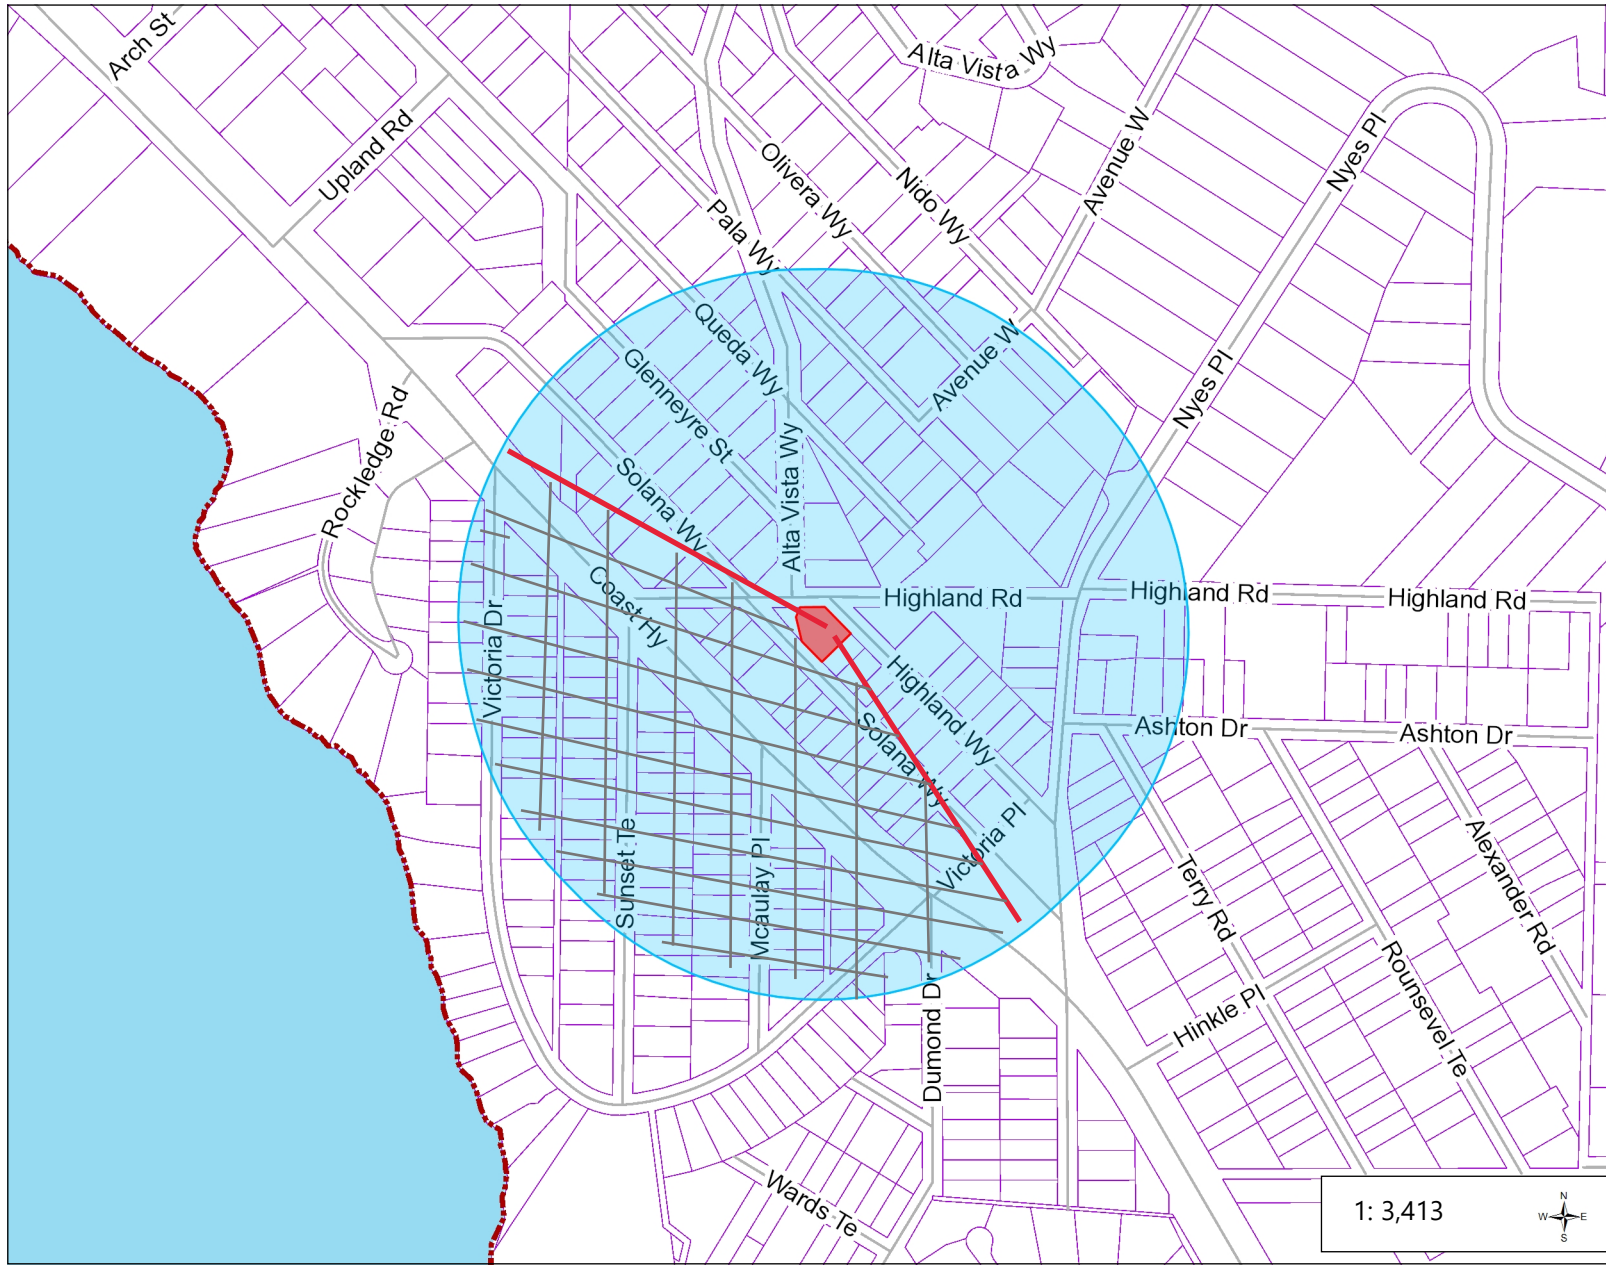 Arch St
Alta Vista Wy
Upland Rd
Olivera Wy
Nido Wy
Avenue W
Nyes Pl
Pala Wy
Queda Wy
Glenneyre St
Avenue W
Nyes Pl
Rockledge Rd
Solana Wy
Alta Vista Wy
Coast Hy
Highland Rd
Highland Rd
Highland Rd
Victoria Dr
Highland Wy
Solana Wy
Ashton Dr
Ashton Dr
Sunset Te
Mcaulay Pl
Victoria Pl
Terry Rd
Alexander Rd
Dumond Dr
Hinkle Pl
Rounsevel Te
Wards Te
1: 3,413
N
W E
S